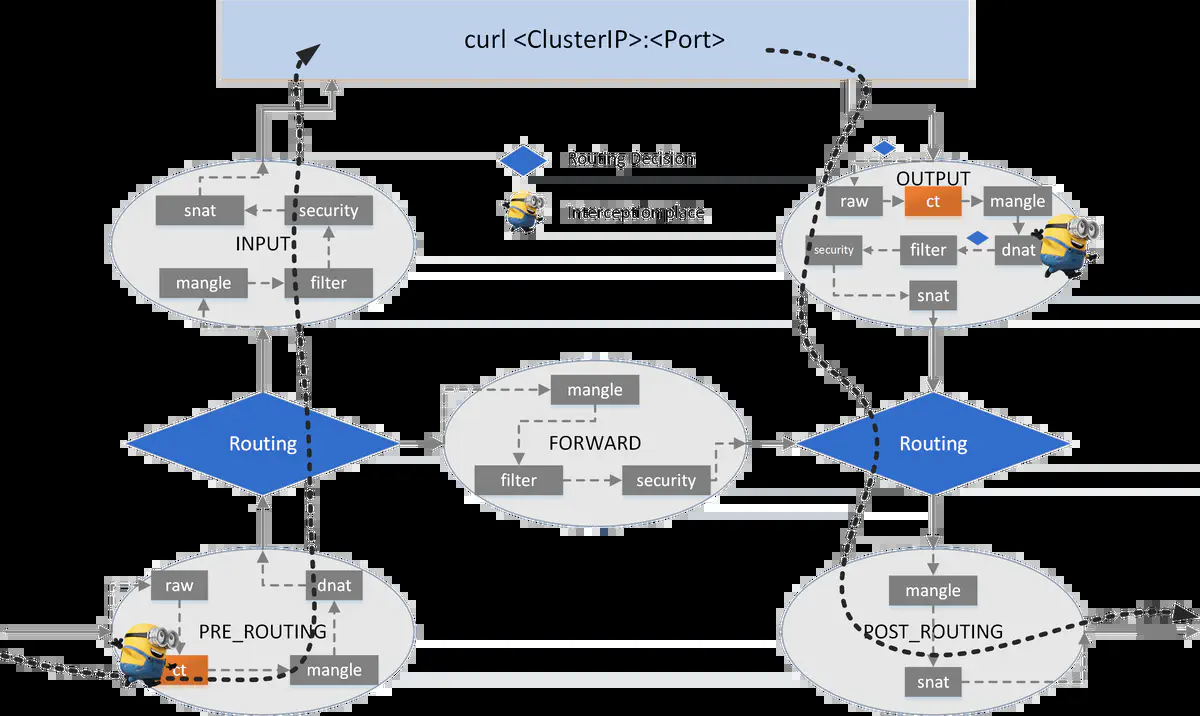 curl <ClusterIP>:<Port>
Routing Decision
Interception place
OUTPUT
raw
ct
mangle
security
filter
dnat
snat
snat
security
INPUT
mangle
filter
mangle
FORWARD
filter
security
Routing
Routing
raw
dnat
PRE_ROUTING
ct
mangle
mangle
POST_ROUTING
snat